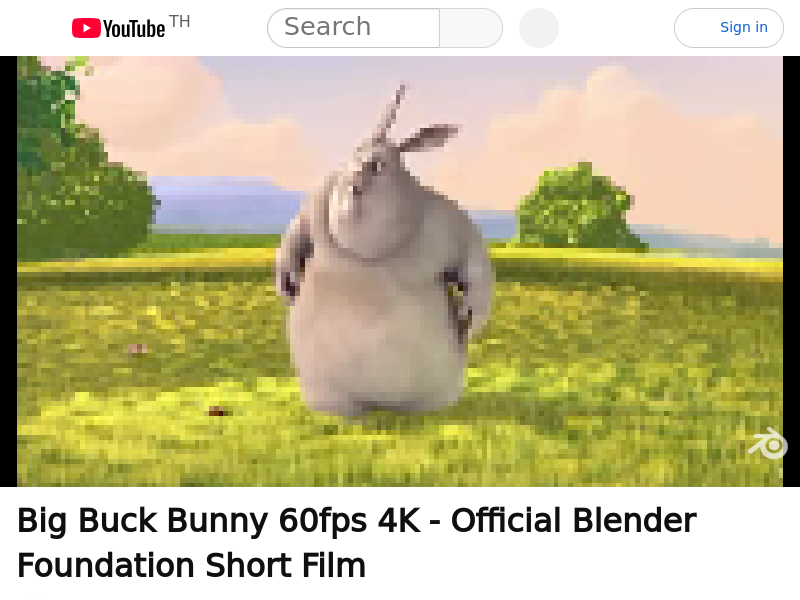 YouTube TH
Search
Sign in
Big Buck Bunny 60fps 4K - Official Blender
Foundation Short Film